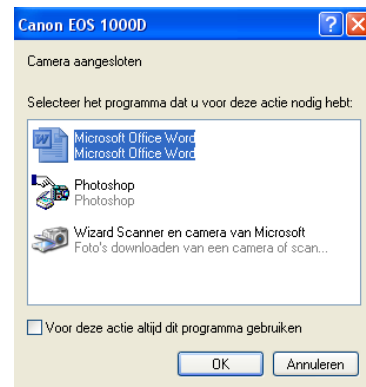 Canon EOS 1000D
Camera aangesloten
Selecteer het programma dat u voor deze actie nodig hebt:
Microsoft Office Word
Microsoft Office Word
Photoshop
Photoshop
Wizard Scanner en camera van Microsoft
Foto's downloaden van een camera of scan...
Voor deze actie altijd dit programma gebruiken
OK
Annuleren